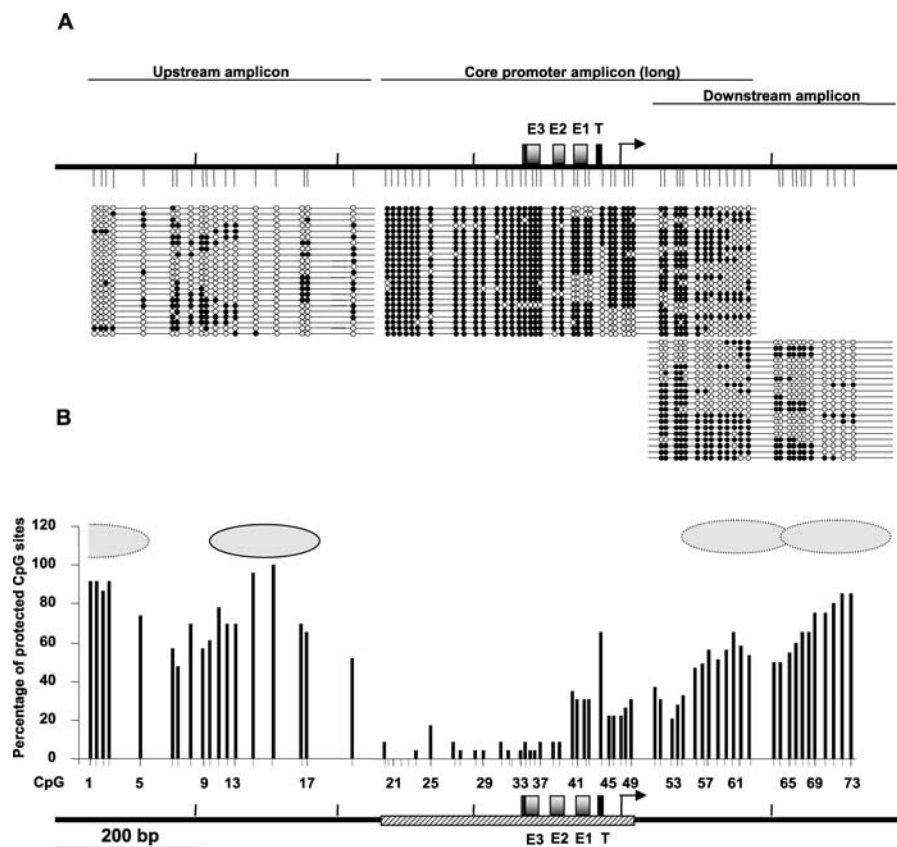 A
Upstream amplicon
Core promoter amplicon (long)
Downstream amplicon
E3 E2 E1 T
B
Percentage of protected CpG sites
120
100
80
60
40
20
0
CpG
1 5 9 13 17 21 25 29 33 37 41 45 49 53 57 61 65 69 73
200 bp
E3 E2 E1 T